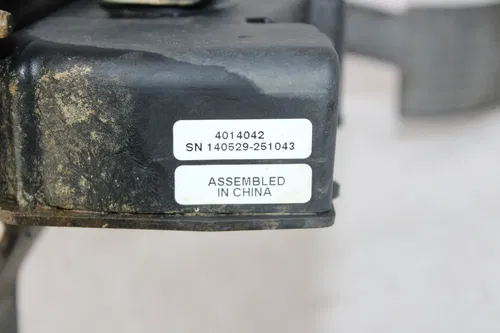 4014042
SN 140529-251043
ASSEMBLED
IN CHINA